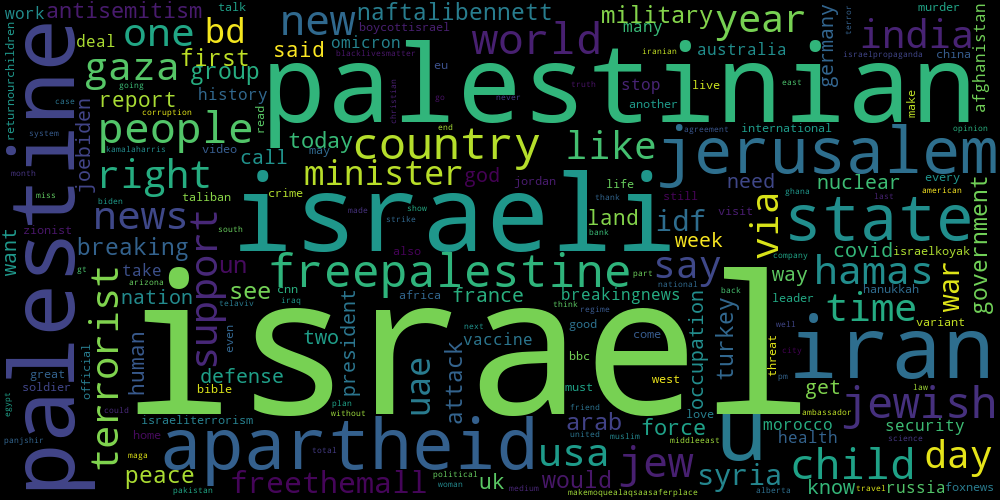 work
antisemitism
talk
new
naftalibennett
boycottisrael
omicron
military
many
year
murder
terror
iranian
israelpropaganda
china
india
afghanistan
germany
australia
world
said
one
bd
first
deal
gaza
going
group
blacklivesmatter
eu
palestinian
truth
east
stop
another
live
never
go
christian
make
returnourchildren
palestine
case
system
joebiden
report
corruption
history
read
people
kamalaharris
video
end
today
may
country
like
agreement
international
opinion
jerusalem
month
miss
biden
right
call
minister
god
jordan
life
thank
still
need
visit
nuclear
ghana
every
american
last
taliban
crime
zionist
want
news
south
israeli
made
strike
show
bank
land
idf
week
via
state
government
covid
israelkoyak
company
breaking
support
un
also
freepalestine
part
say
national
back
way
hamas
hanukkah
gt
arizona
take
nation
telaviv
see
cnn
iraq
africa
france
breakingnews
think
regime
leader
time
variant
war
terrorist
official
human
even
two
president
israel
next
vaccine
good
come
bbc
occupation
turkey
threat
well
city
pm
iran
great
soldier
defense
bible
plan
without
uae
attack
must
west
friend
love
get
law
jewish
egypt
could
israelterrorism
arab
force
u
ambassador
morocco
security
panjshir
home
apartheid
total
united
muslim
middleeast
health
science
maga
peace
pakistan
freethemall
uk
political
woman
medium
usa
would
jew
makemoquealaqsaasaferplace
syria
alberta
child
know
travel
russia
day
foxnews